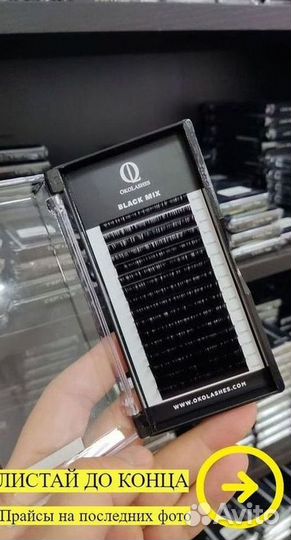 OKOLASHES
BLACK MIX
WWW.OKOLASHES.COM
ЛИСТАЙ ДО КОНЦА
Прайсы на последних фото
Avito